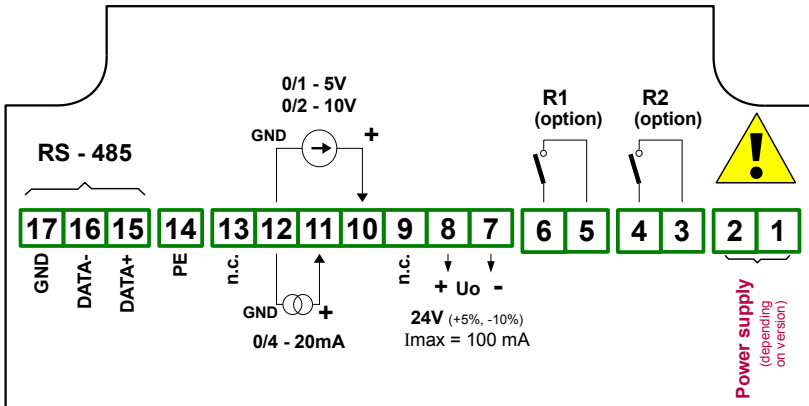 0/1 - 5V
0/2 - 10V
GND
+
R1
(option)
R2
(option)
!
RS - 485
17 16 15 14 13 12 11 10 9 8 7 6 5 4 3 2 1
GND
DATA-
DATA+
PE
n.c.
GND
+
0/4 - 20mA
n.c.
+ Uo -
24V (+5%, -10%)
Imax = 100 mA
Power supply
(depending
on version)